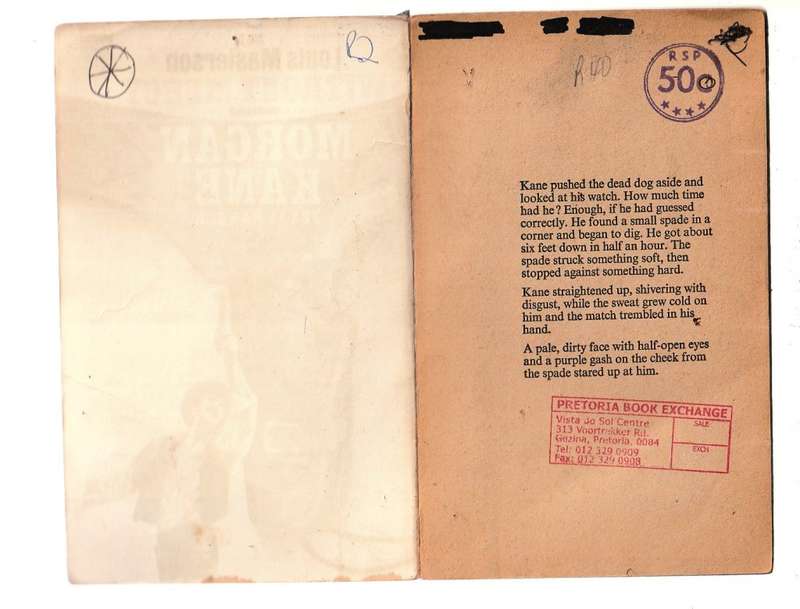 R2
R S P
50c
Kane pushed the dead dog aside and
looked at his watch. How much time
had he? Enough, if he had guessed
correctly. He found a small spade in a
corner and began to dig. He got about
six feet down in half an hour. The
spade struck something soft, then
stopped against something hard.
Kane straightened up, shivering with
disgust, while the sweat grew cold on
him and the match trembled in his
hand.
A pale, dirty face with half-open eyes
and a purple gash on the cheek from
the spade stared up at him.
PRETORIA BOOK EXCHANGE
Vista do Sol Centre
313 Voortrekker Rd.
Gezina, Pretoria, 0084
Tel: 012 329 0909
Fax: 012 329 0908
SALE
EXCH
Louis Masterson
MORGAN
KANE